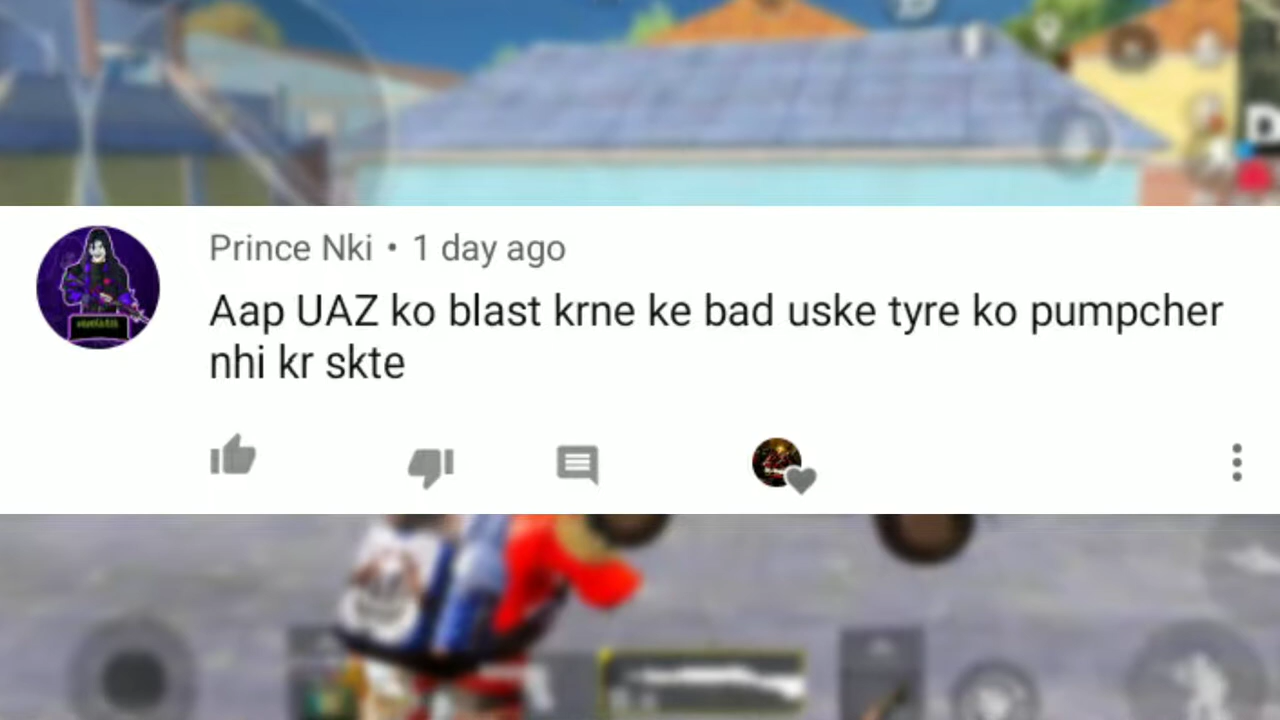 Prince Nki • 1 day ago
Aap UAZ ko blast krne ke bad uske tyre ko pumpcher
nhi kr skte